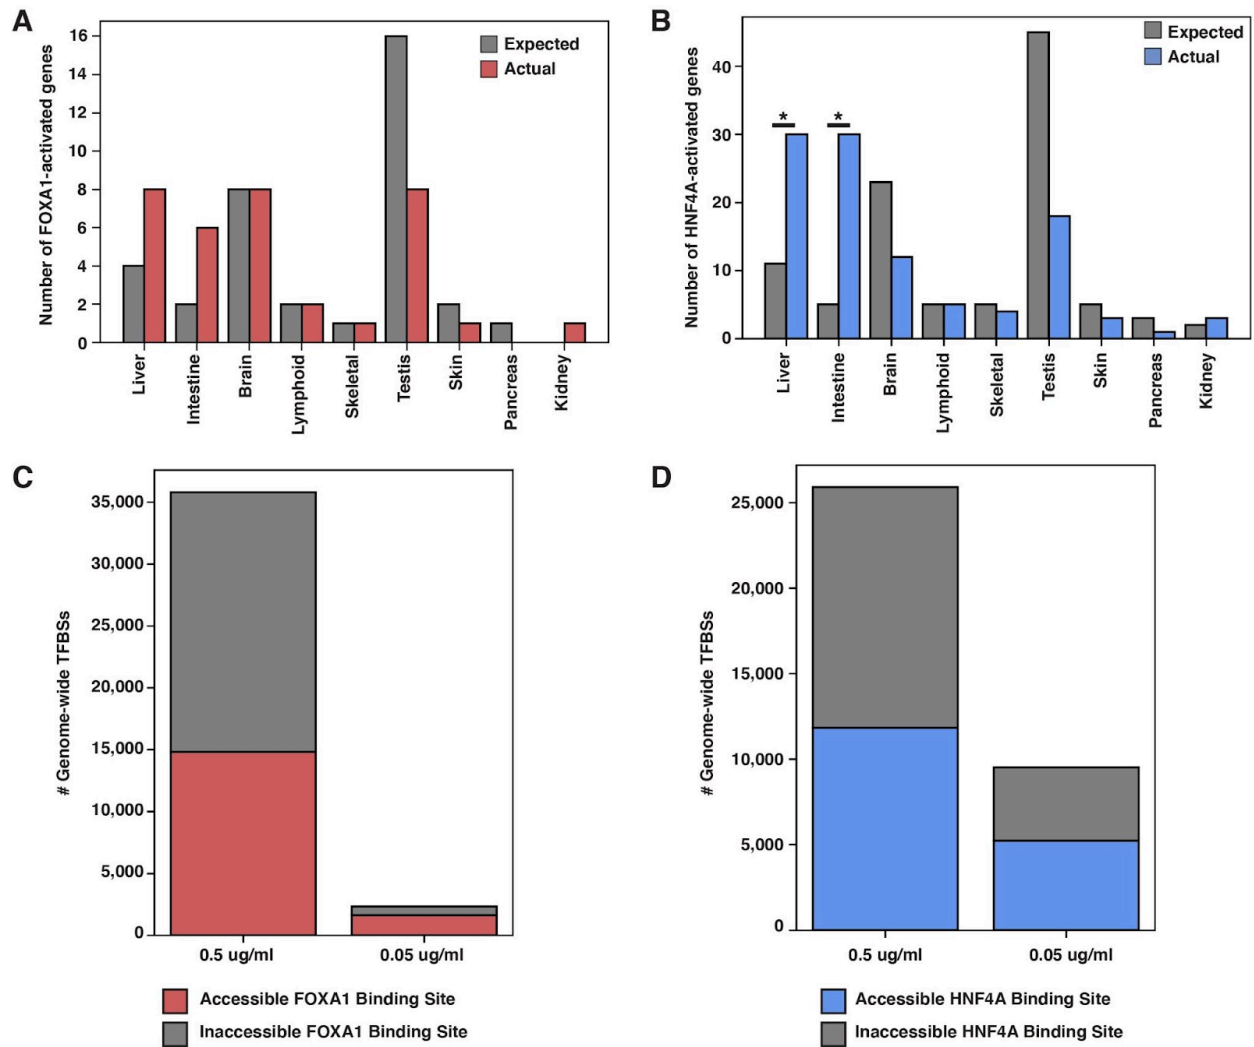 A
Number of FOXA1-activated genes
16
14
12
10
8
6
4
2
0
Expected
Actual
Liver
Intestine
Brain
Lymphoid
Skeletal
Testis
Skin
Pancreas
Kidney
B
Number of HNF4A-activated genes
40
30
20
10
0
*
*
Expected
Actual
Liver
Intestine
Brain
Lymphoid
Skeletal
Testis
Skin
Pancreas
Kidney
C
# Genome-wide TFBSs
35,000
30,000
25,000
20,000
15,000
10,000
5,000
0
0.5 ug/ml
0.05 ug/ml
Accessible FOXA1 Binding Site
Inaccessible FOXA1 Binding Site
D
# Genome-wide TFBSs
25,000
20,000
15,000
10,000
5,000
0
0.5 ug/ml
0.05 ug/ml
Accessible HNF4A Binding Site
Inaccessible HNF4A Binding Site